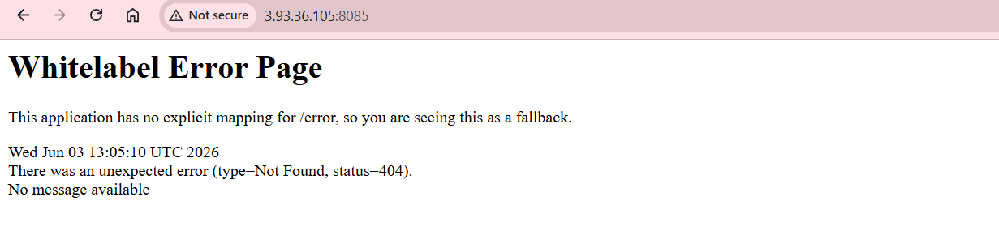 Not secure 3.93.36.105:8085
Whitelabel Error Page
This application has no explicit mapping for /error, so you are seeing this as a fallback.
Wed Jun 03 13:05:10 UTC 2026
There was an unexpected error (type=Not Found, status=404).
No message available